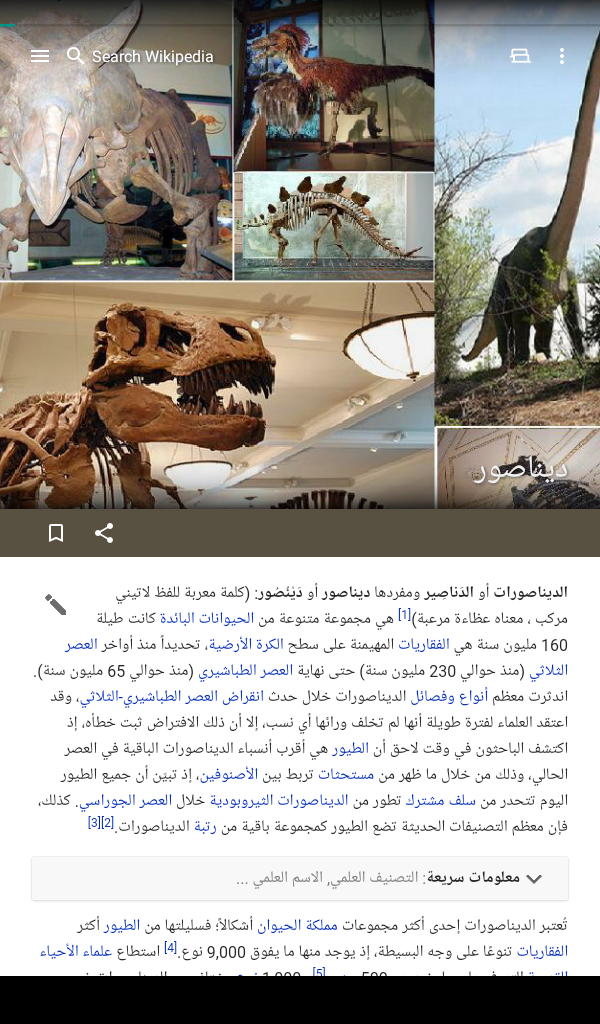 Search Wikipedia
ديناصور
الديناصورات أو الدَناصِير ومفردها ديناصور أو دَيْنُصُور: (كلمة معربة للفظ لاتيني
مركب ، معناه عظاءة مرعبة)[1] هي مجموعة متنوعة من الحيوانات البائدة كانت طيلة
160 مليون سنة هي الفقاريات المهيمنة على سطح الكرة الأرضية، تحديداً منذ أواخر العصر
الثلاثي (منذ حوالي 230 مليون سنة) حتى نهاية العصر الطباشيري (منذ حوالي 65 مليون سنة).
اندثرت معظم أنواع وفصائل الديناصورات خلال حدث انقراض العصر الطباشيري-الثلاثي، وقد
اعتقد العلماء لفترة طويلة أنها لم تخلف ورائها أي نسب، إلا أن ذلك الافتراض ثبت خطأه، إذ
اكتشف الباحثون في وقت لاحق أن الطيور هي أقرب أنسباء الديناصورات الباقية في العصر
الحالي، وذلك من خلال ما ظهر من مستحثات تربط بين الأصنوفين، إذ تبيّن أن جميع الطيور
اليوم تتحدر من سلف مشترك تطور من الديناصورات الثيروبودية خلال العصر الجوراسي. كذلك،
فإن معظم التصنيفات الحديثة تضع الطيور كمجموعة باقية من رتبة الديناصورات.[2][3]
معلومات سريعة: التصنيف العلمي, الاسم العلمي ...
تُعتبر الديناصورات إحدى أكثر مجموعات مملكة الحيوان أشكالاً؛ فسليلتها من الطيور أكثر
الفقاريات تنوعًا على وجه البسيطة، إذ يوجد منها ما يفوق 9,000 نوع.[4] استطاع علماء الأحياء